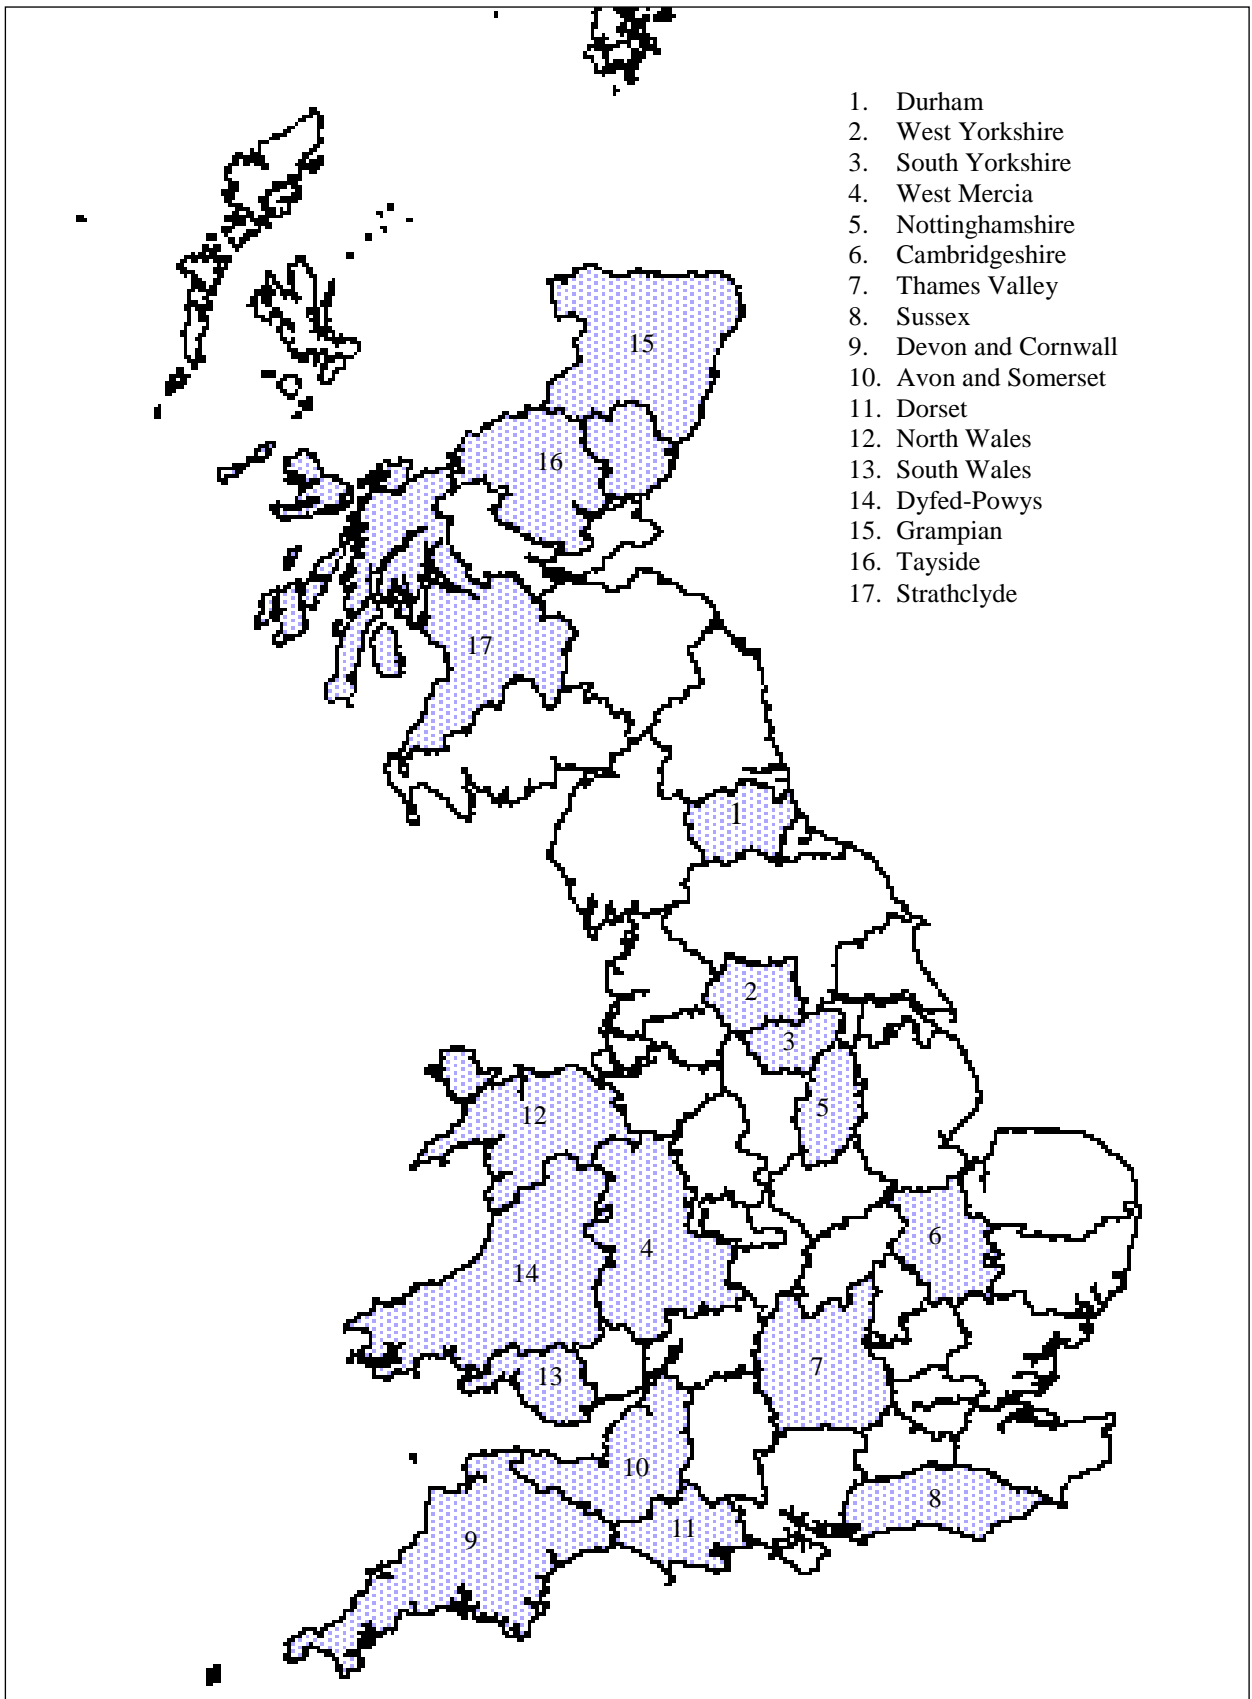 1. Durham
2. West Yorkshire
3. South Yorkshire
4. West Mercia
5. Nottinghamshire
6. Cambridgeshire
7. Thames Valley
8. Sussex
9. Devon and Cornwall
10. Avon and Somerset
11. Dorset
12. North Wales
13. South Wales
14. Dyfed-Powys
15. Grampian
16. Tayside
17. Strathclyde
15
16
17
1
2
3
12
5
6
4
14
7
13
10
8
11
9